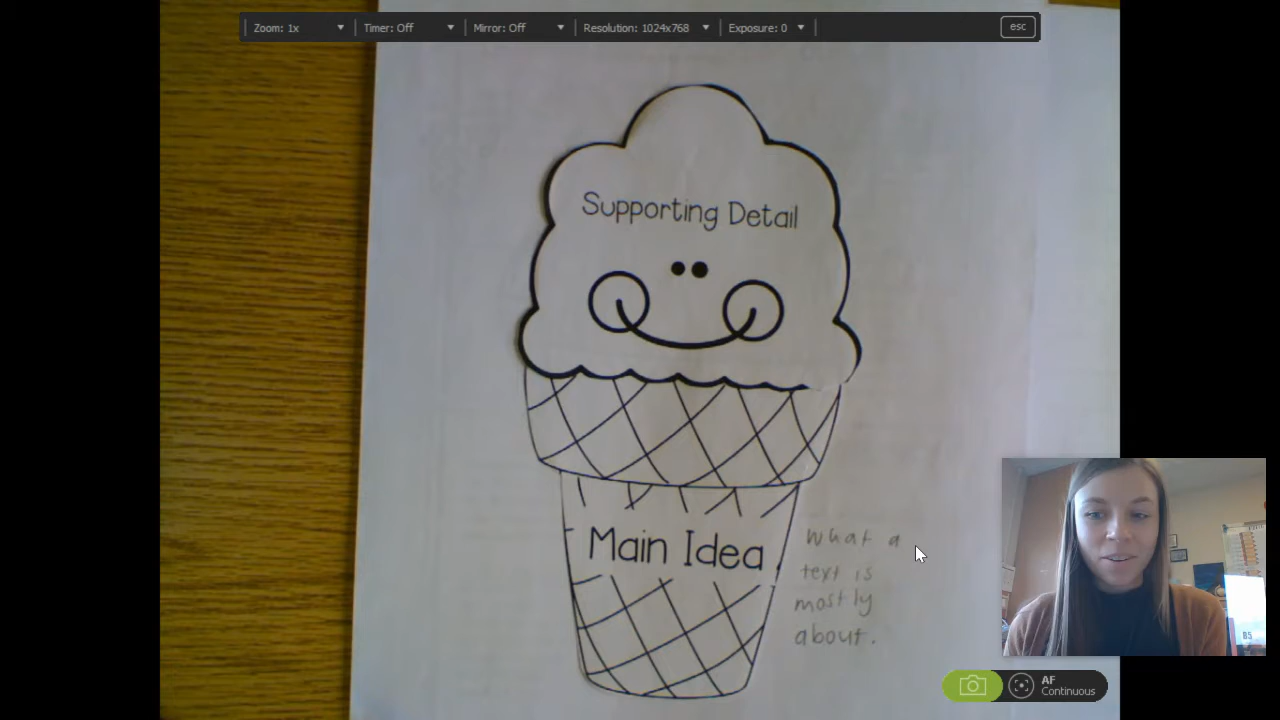 Zoom: 1x Timer: Off Mirror: Off Resolution: 1024x768 Exposure: 0 esc
Supporting Detail
Main Idea
What a
text is
mostly
about.
B5
AF
Continuous